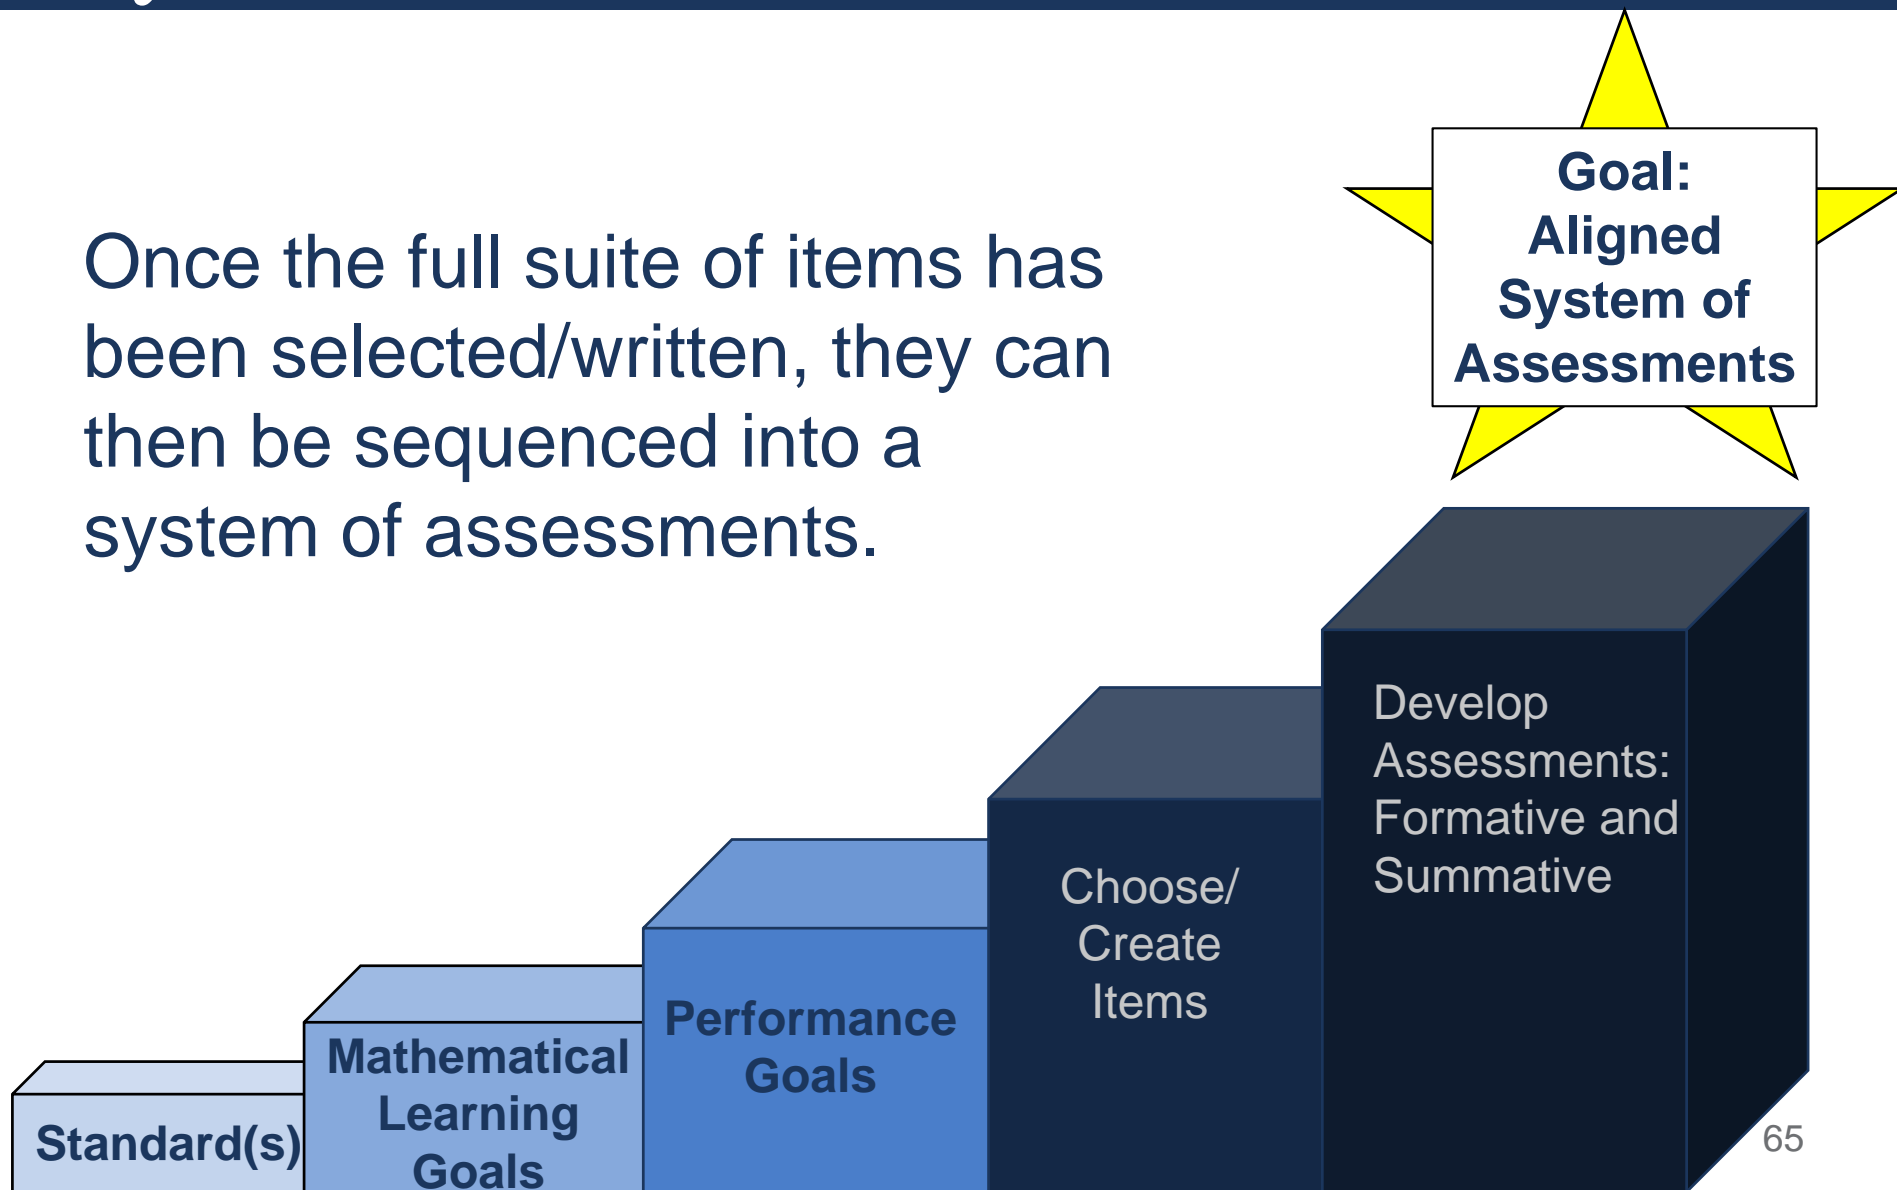 Once the full suite of items has
been selected/written, they can
then be sequenced into a
system of assessments.
Goal:
Aligned
System of
Assessments
Standard(s)
Mathematical
Learning
Goals
Performance
Goals
Choose/
Create
Items
Develop
Assessments:
Formative and
Summative
65